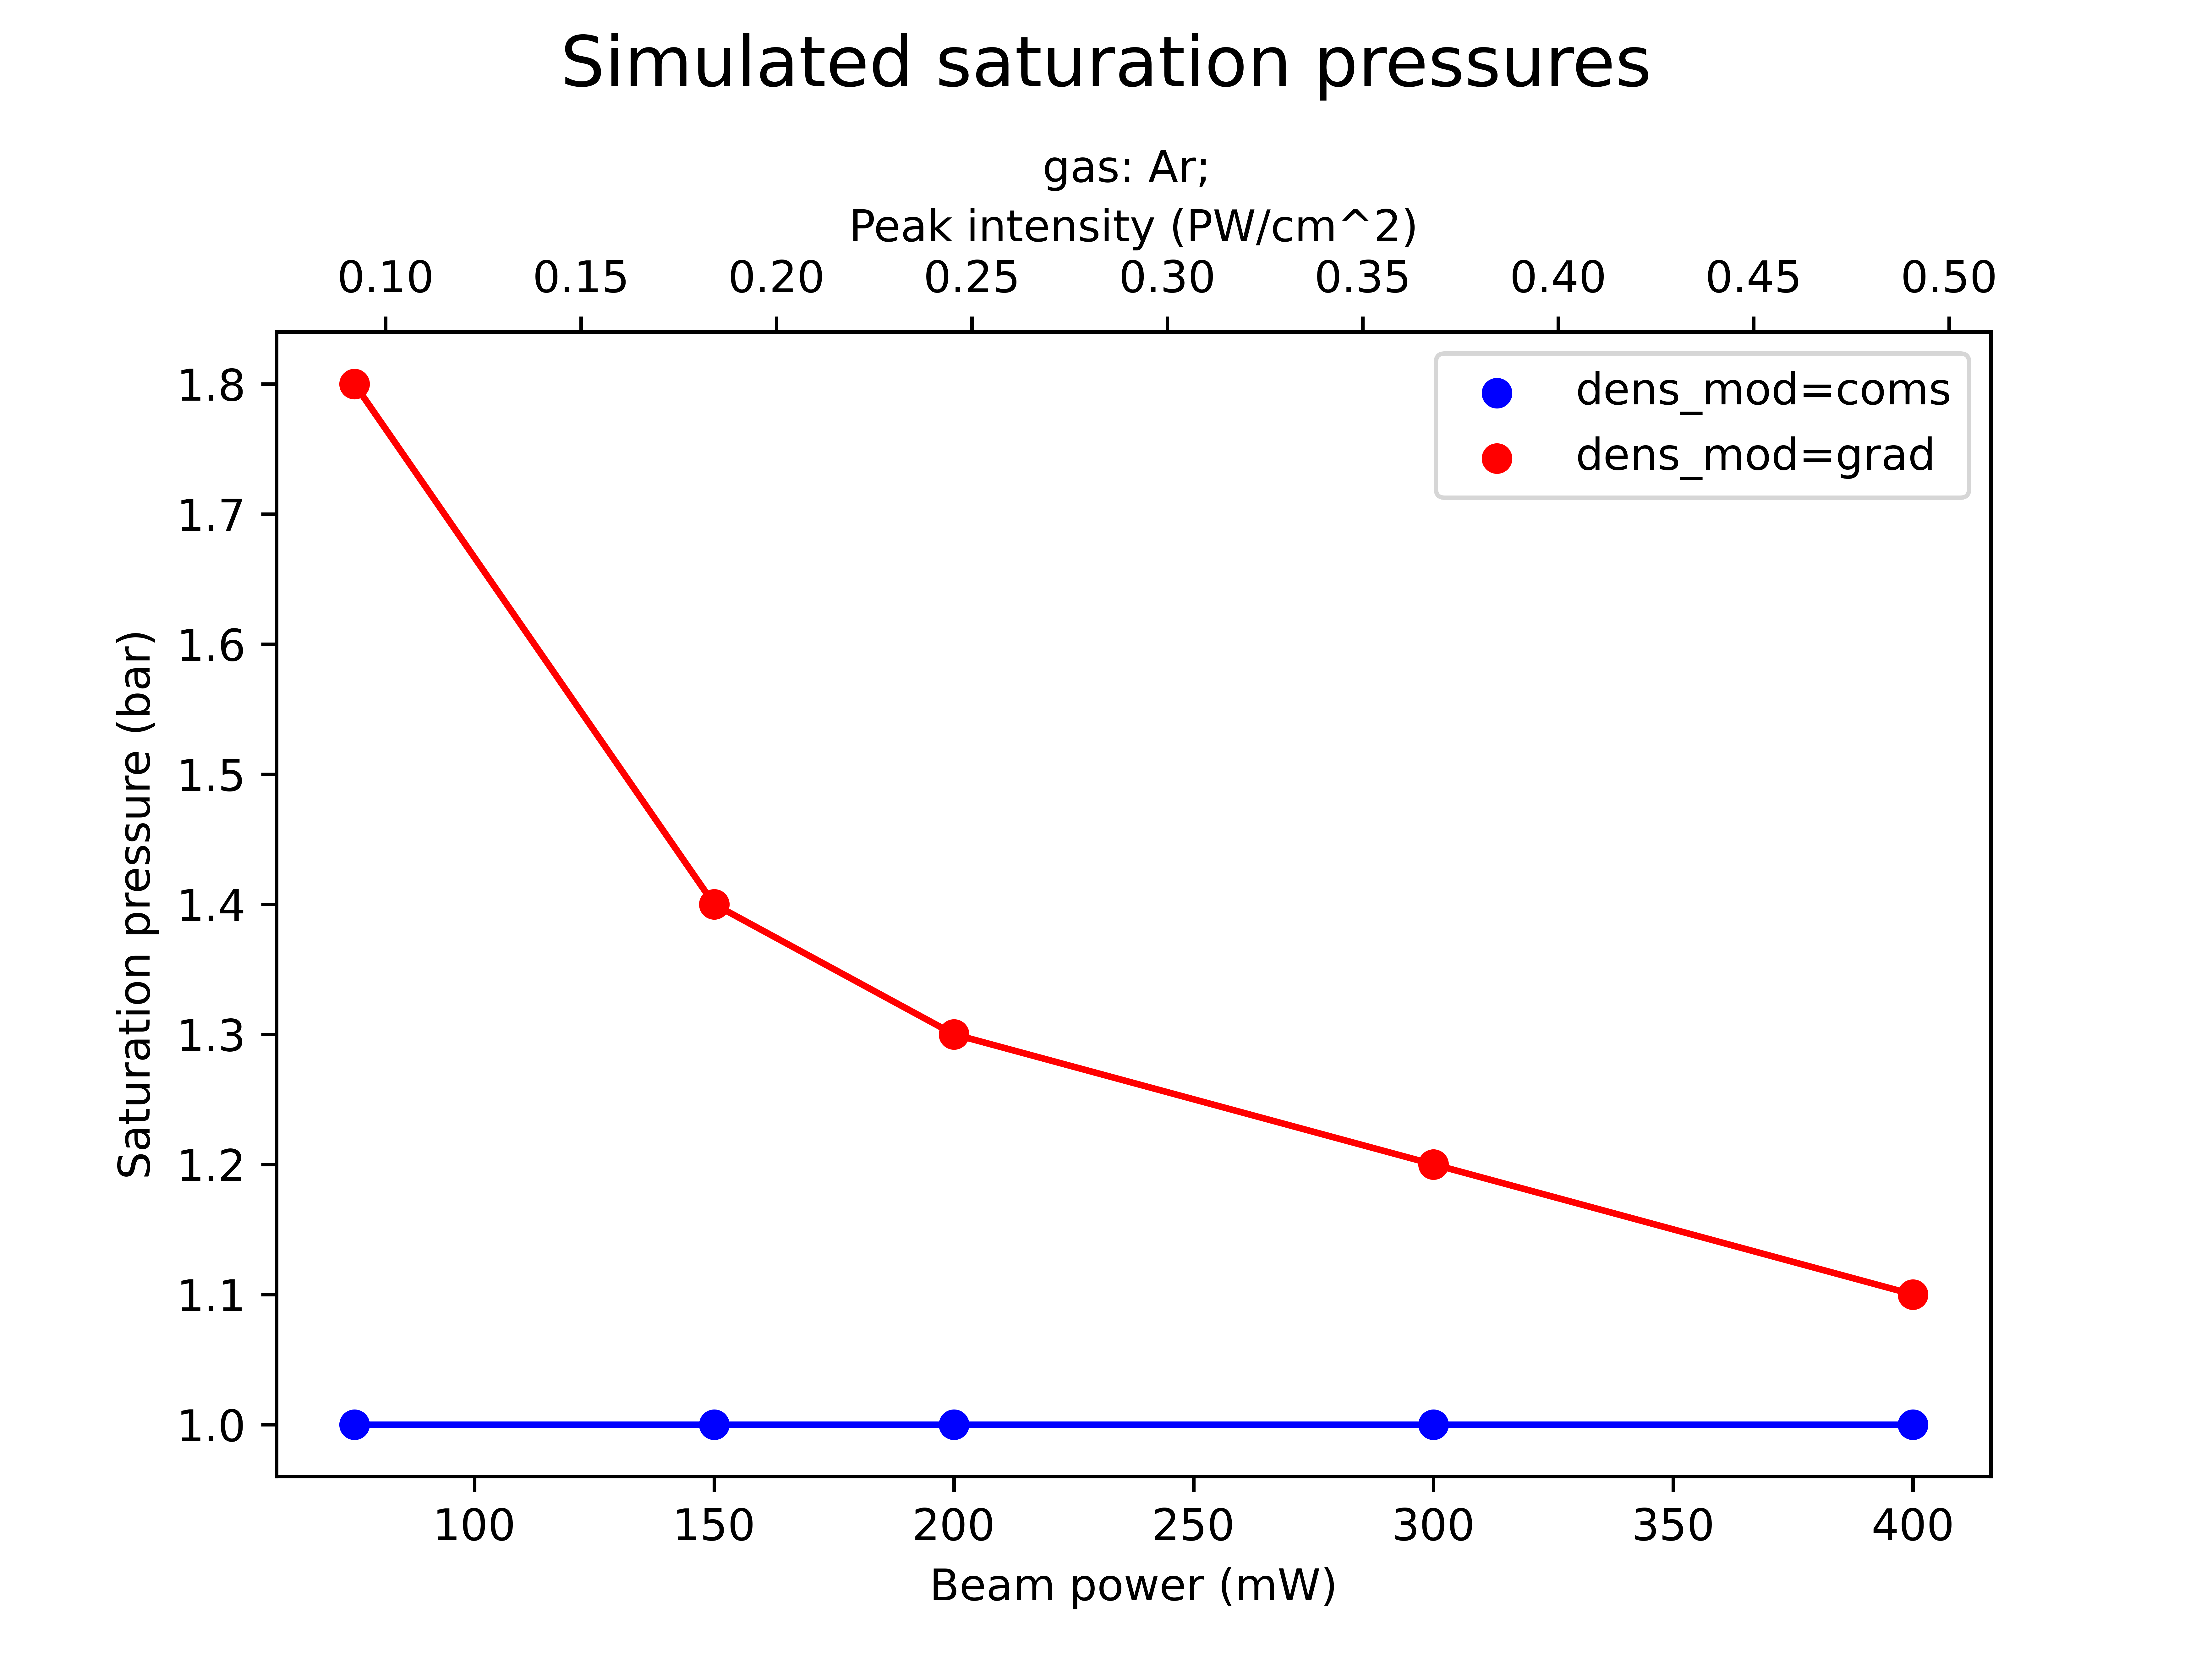 Simulated saturation pressures
gas: Ar;
Peak intensity (PW/cm^2)
0.10 0.15 0.20 0.25 0.30 0.35 0.40 0.45 0.50
dens_mod=coms
dens_mod=grad
Saturation pressure (bar)
1.8
1.7
1.6
1.5
1.4
1.3
1.2
1.1
1.0
100 150 200 250 300 350 400
Beam power (mW)